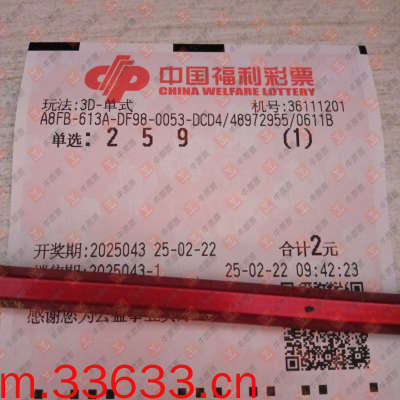 中国福利彩票
CHINA WELFARE LOTTERY
玩法:3D-单式 机号:36111201
A8FB-613A-DF98-0053-DCD4/48972955/0611B
单选: 2 5 9 (1)
开奖期:2025043 25-02-22 合计2元
2025043-1 25-02-22 09:42:23
感谢您为公益事业
m.33633.cn